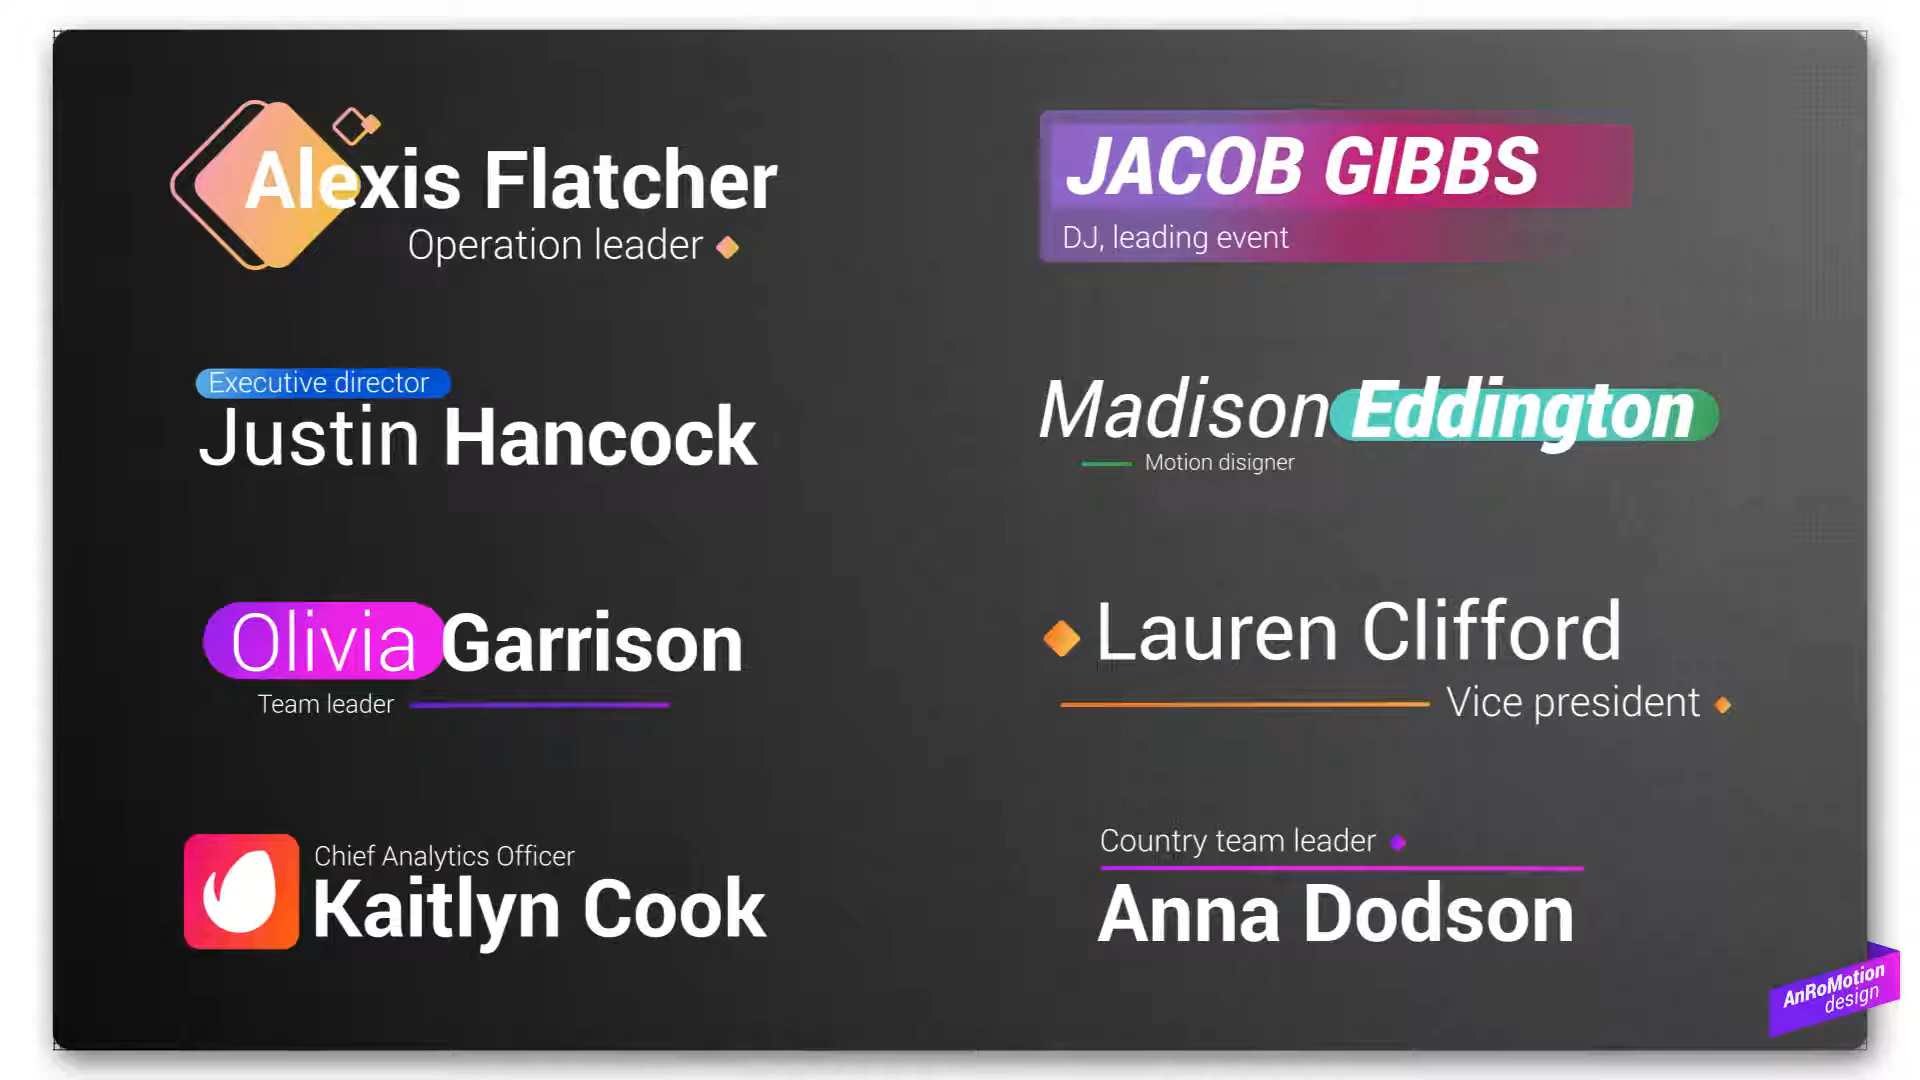 Alexis Flatcher
Operation leader
JACOB GIBBS
DJ, leading event
Executive director
Justin Hancock
Madison Eddington
Motion disigner
Olivia Garrison
Team leader
Lauren Clifford
Vice president
Chief Analytics Officer
Kaitlyn Cook
Country team leader
Anna Dodson
AnRoMotion
design